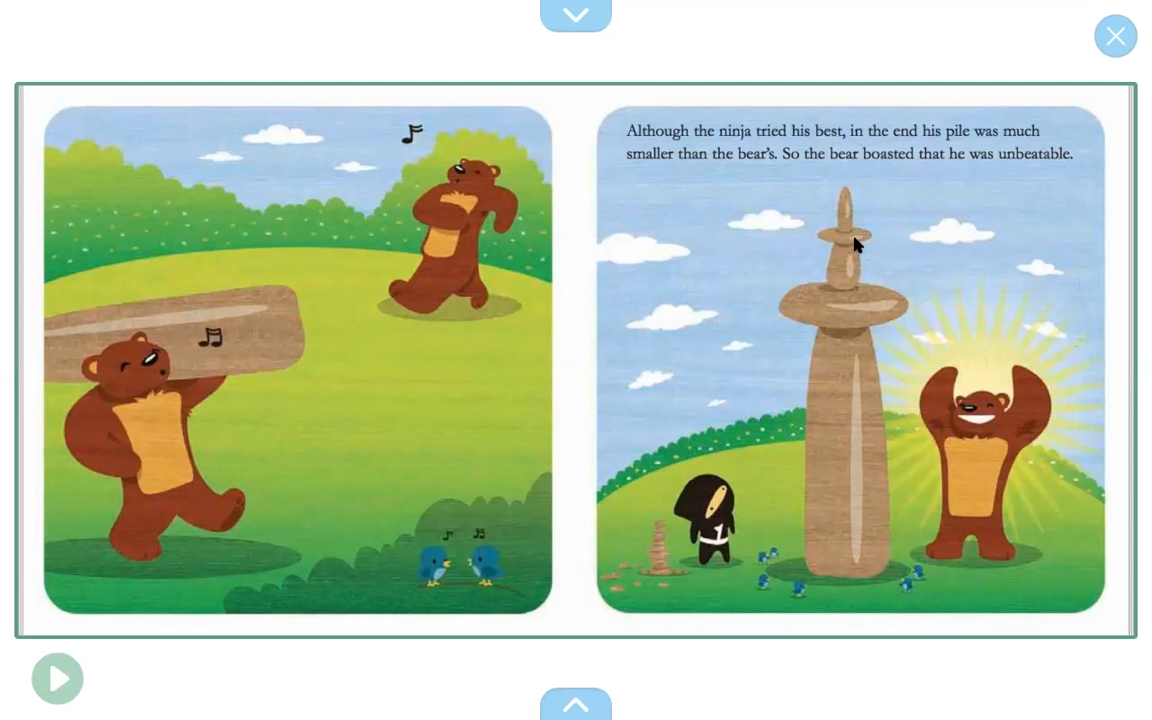 Although the ninja tried his best, in the end his pile was much
smaller than the bear's. So the bear boasted that he was unbeatable.
1